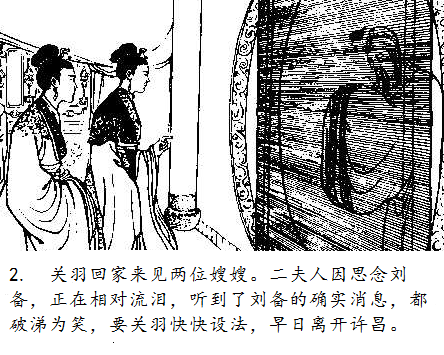 2. 关羽回家来见两位嫂嫂。二夫人因思念刘
备，正在相对流泪，听到了刘备的确实消息，都
破涕为笑，要关羽快快设法，早日离开许昌。